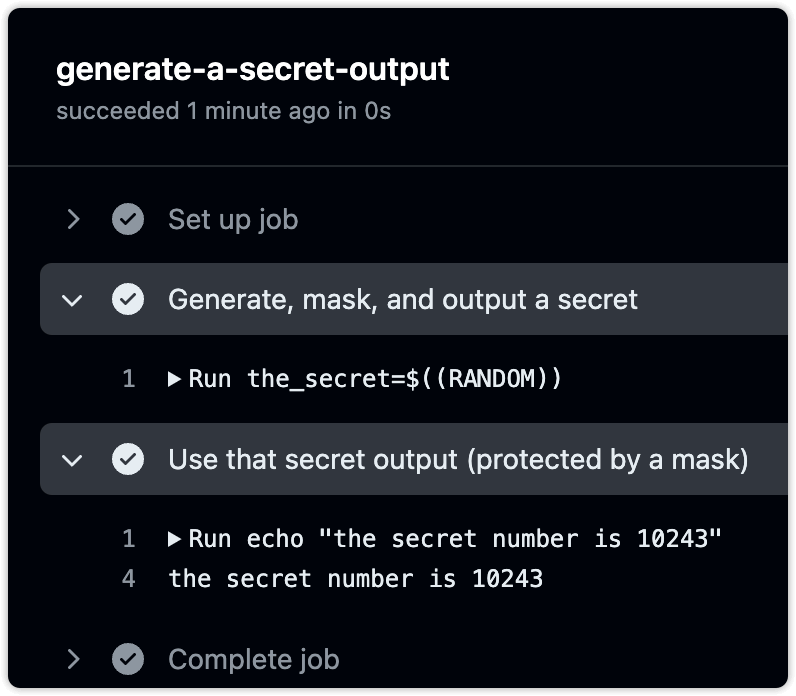 generate-a-secret-output
succeeded 1 minute ago in 0s
Set up job
Generate, mask, and output a secret
1 ▶ Run the_secret=$((RANDOM))
Use that secret output (protected by a mask)
1 ▶ Run echo "the secret number is 10243"
4 the secret number is 10243
Complete job